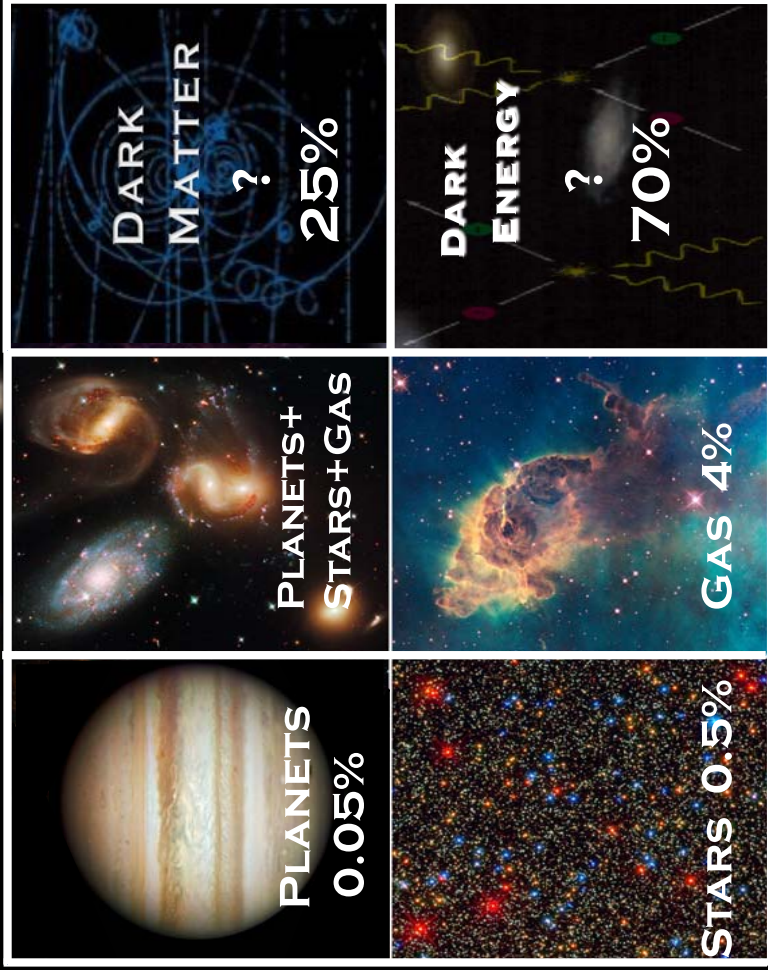 PLANETS
0.05%
PLANETS+
STARS+GAS
DARK
MATTER
?
25%
STARS 0.5%
GAS 4%
DARK
ENERGY
?
70%